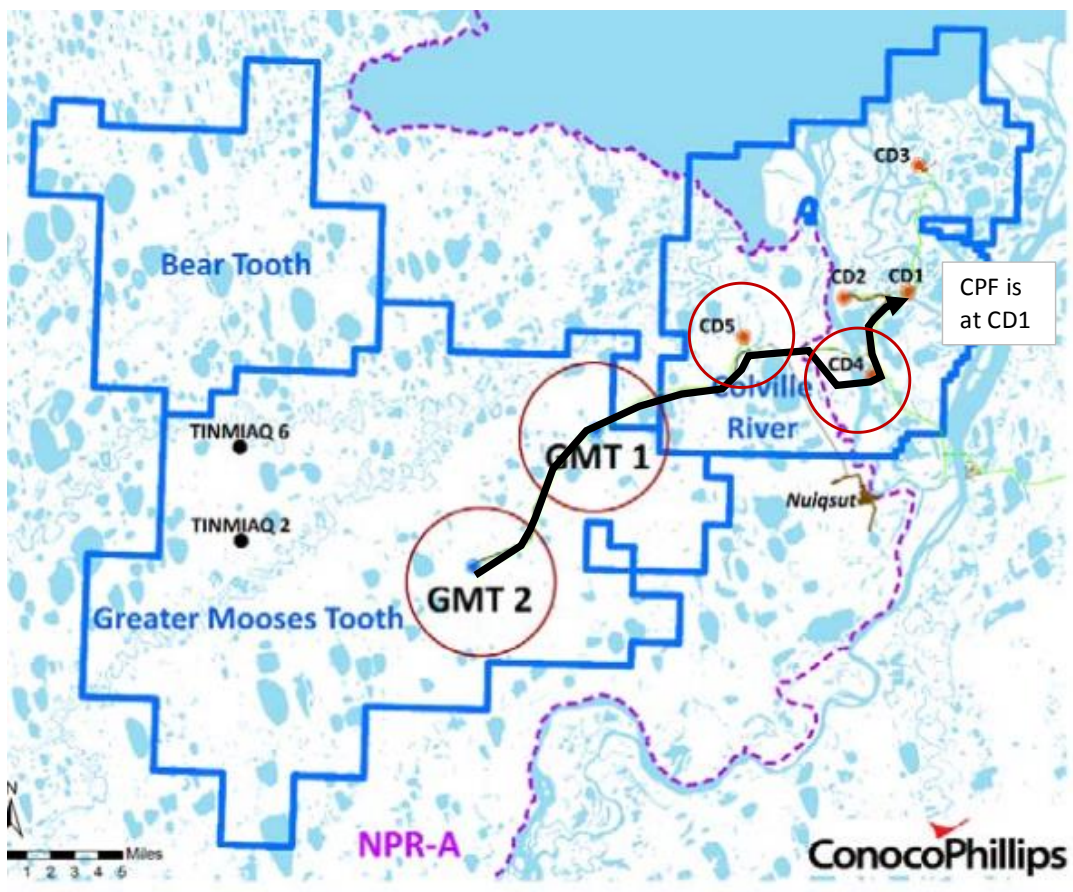 CD3
Bear Tooth
CD2
CD1
CPF is
at CD1
CD5
CD4
Colville
River
TINMIAQ 6
GMT 1
Nuiqsut
TINMIAQ 2
GMT 2
Greater Mooses Tooth
N
NPR-A
Miles
1 2 3 4 5
ConocoPhillips